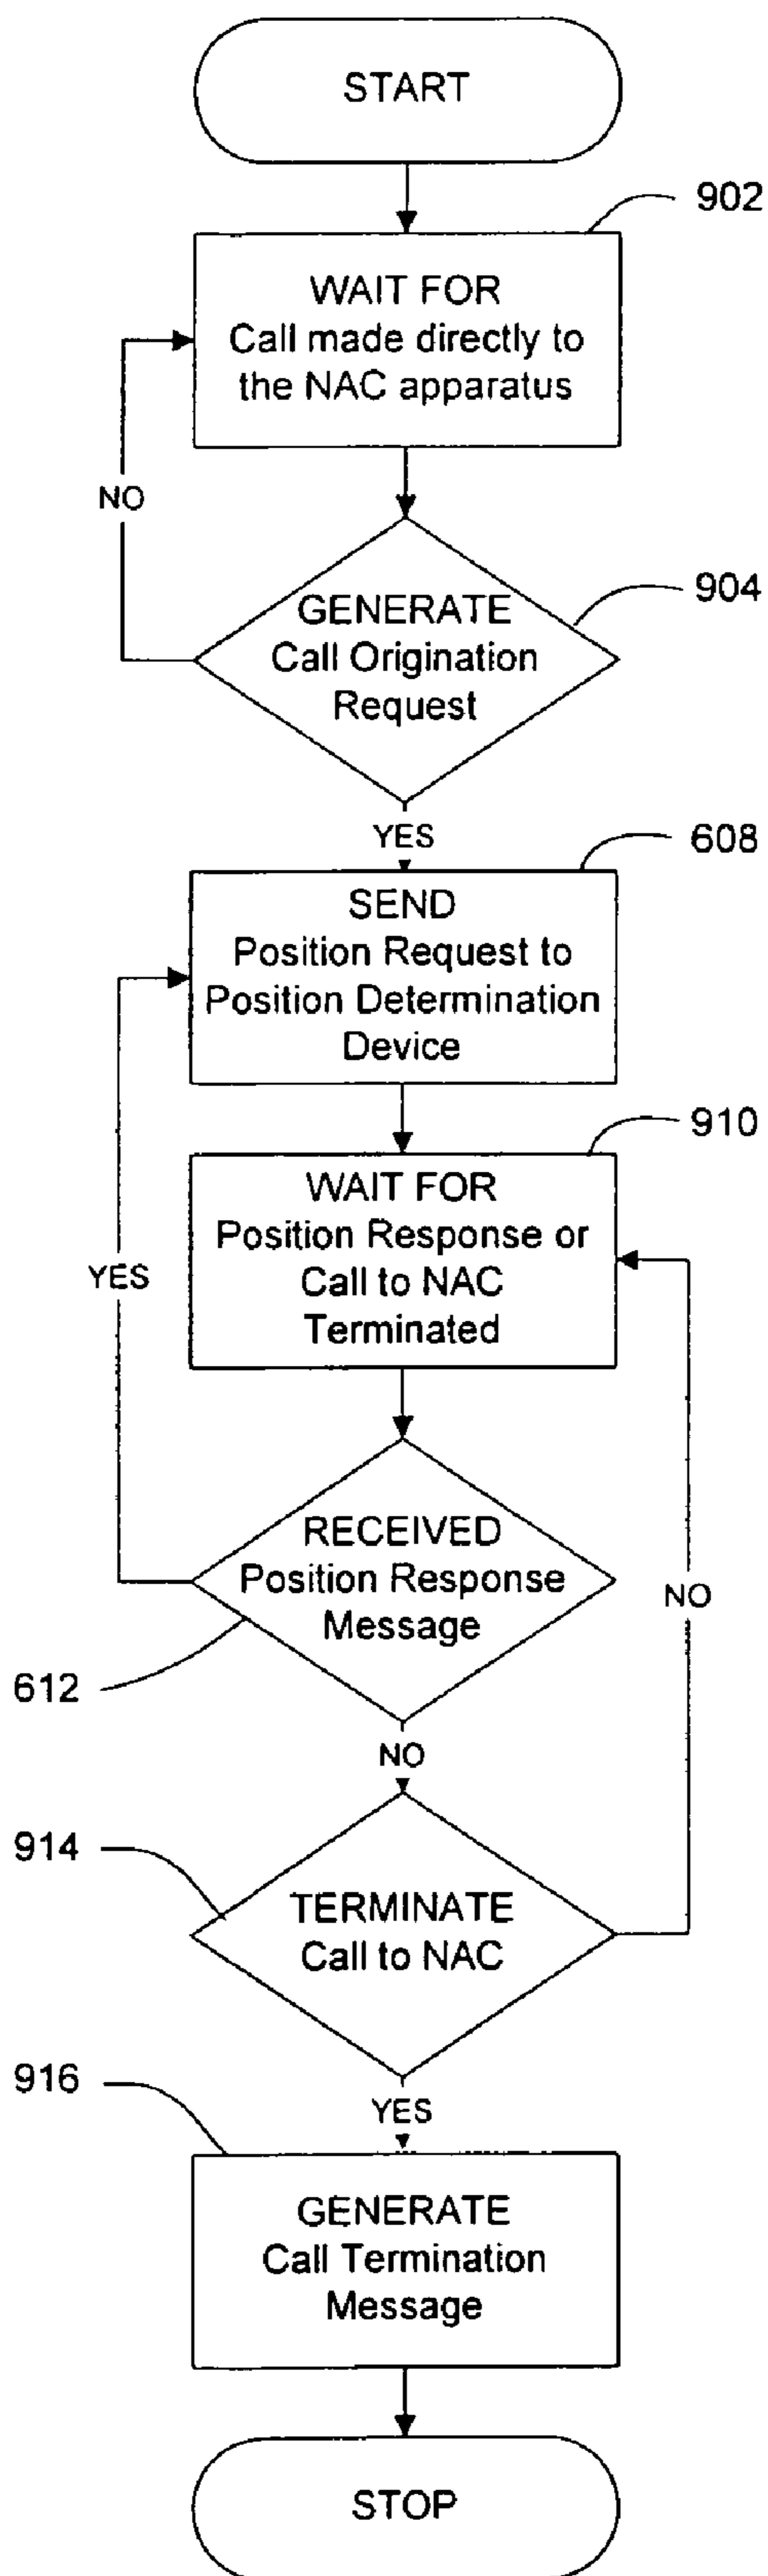 START
902
WAIT FOR
Call made directly to
the NAC apparatus
NO
904
GENERATE
Call Origination
Request
YES
608
SEND
Position Request to
Position Determination
Device
910
WAIT FOR
Position Response or
Call to NAC
Terminated
YES
RECEIVED
Position Response
Message
NO
612
NO
914
TERMINATE
Call to NAC
916
YES
GENERATE
Call Termination
Message
STOP